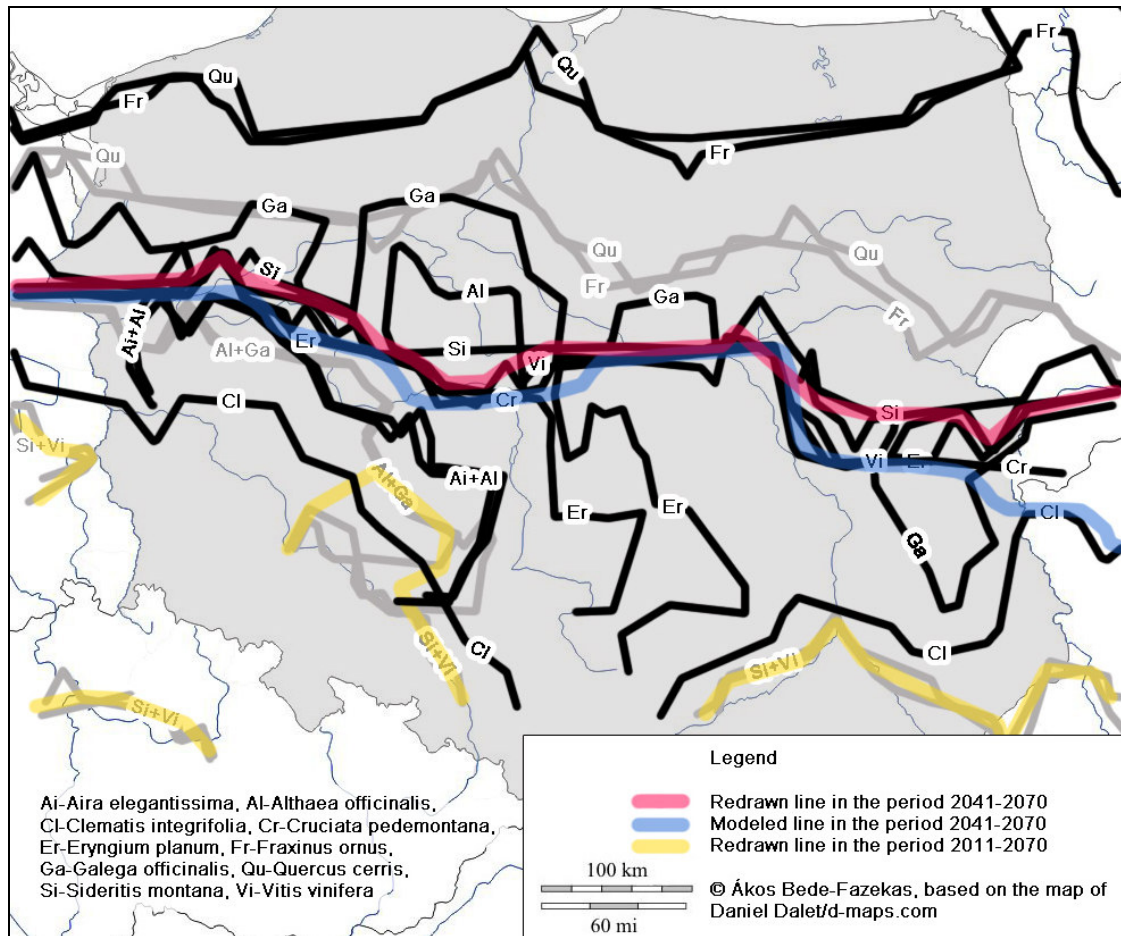 Fr
Qu
Qu
Fr
Fr
Qu
Ga
Ga
Qu
Qu
Fr
Si
Al
Ga
Fr
Ai+Al
Al+Ga
Er
Si
Vi
Cl
Cr
Si
Si+Vi
Al+Ga
Ai+Al
Vi
Er
Cr
Er
Er
Cl
Ga
Si+Vi
Cl
Si+Vi
Cl
Si+Vi
Legend
Redrawn line in the period 2041-2070
Modeled line in the period 2041-2070
Redrawn line in the period 2011-2070
100 km
60 mi
© Ákos Bede-Fazekas, based on the map of
Daniel Dalet/d-maps.com
Ai-Aira elegantissima, Al-Althaea officinalis,
Cl-Clematis integrifolia, Cr-Cruciata pedemontana,
Er-Eryngium planum, Fr-Fraxinus ornus,
Ga-Galega officinalis, Qu-Quercus cerris,
Si-Sideritis montana, Vi-Vitis vinifera